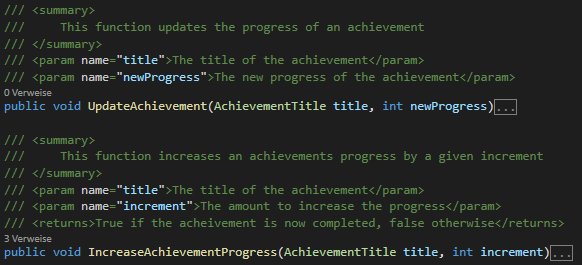 /// <summary>
///     This function updates the progress of an achievement
/// </summary>
/// <param name="title">The title of the achievement</param>
/// <param name="newProgress">The new progress of the achievement</param>
0 Verweise
public void UpdateAchievement(AchievementTitle title, int newProgress)...
/// <summary>
///     This function increases an achievements progress by a given increment
/// </summary>
/// <param name="title">The title of the achievement</param>
/// <param name="increment">The amount to increase the progress</param>
/// <returns>True if the acheivement is now completed, false otherwise</returns>
3 Verweise
public void IncreaseAchievementProgress(AchievementTitle title, int increment)...